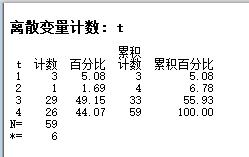 离散变量计数: t
累积
t 计数 百分比 计数 累积百分比
1 3 5.08 3 5.08
2 1 1.69 4 6.78
3 29 49.15 33 55.93
4 26 44.07 59 100.00
N= 59
*= 6